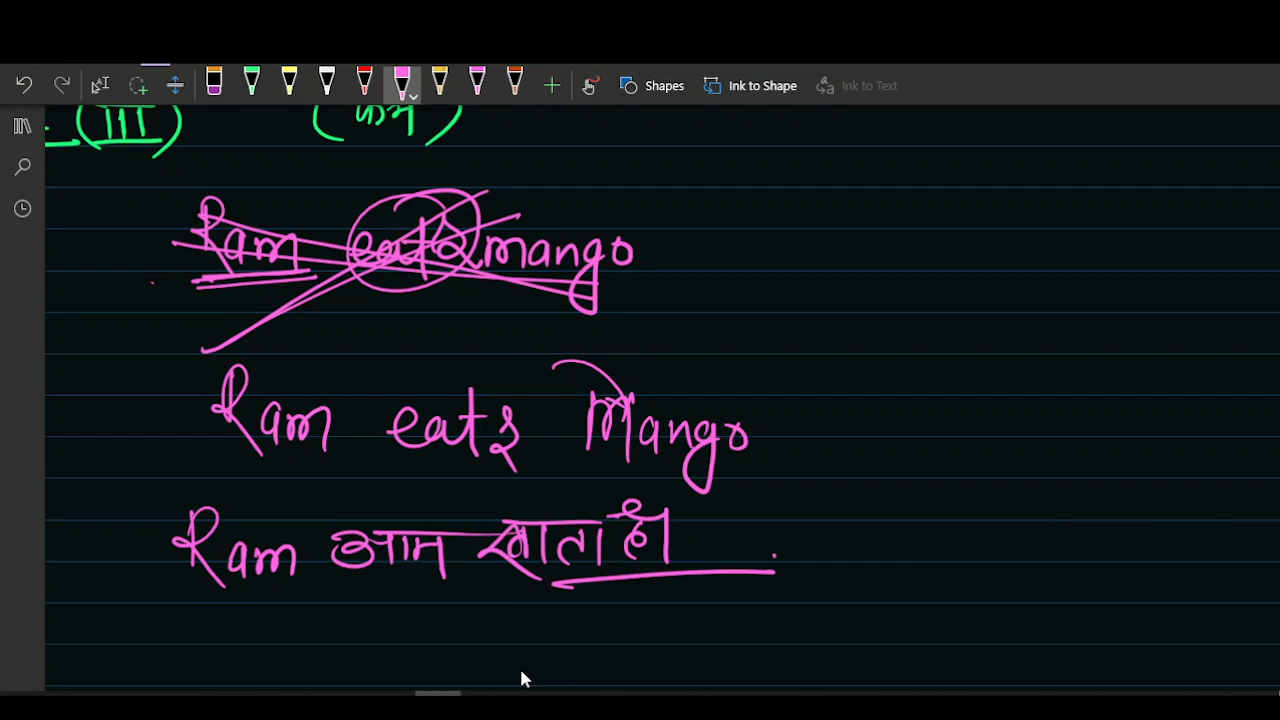 Shapes Ink to Shape Ink to Text
(III)
Ram eats mango
Ram eats Mango
Ram आम खाता है।